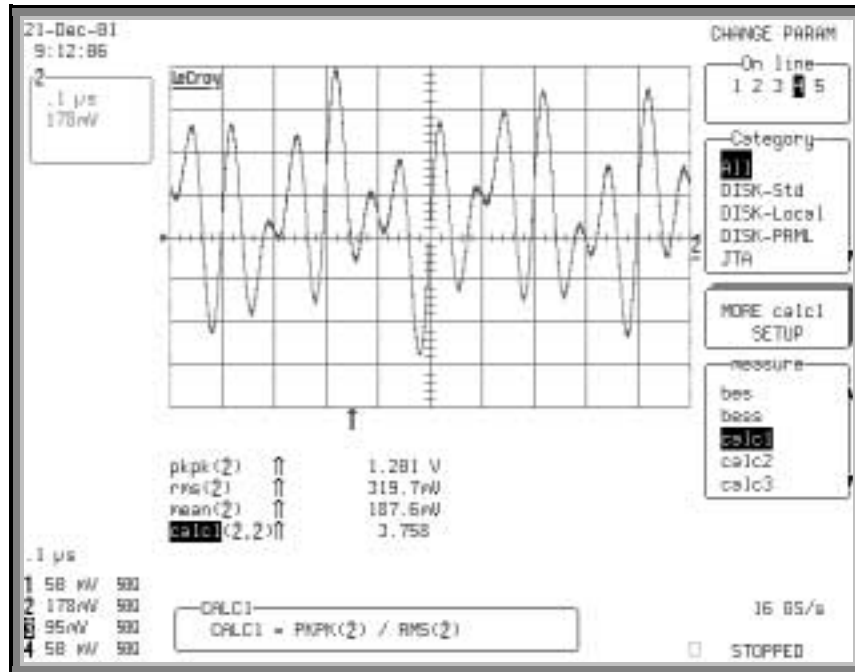 21-Dec-81
9:12:86
CHANGE PARAM
2
.1 µs
178mV
LeCroy
On line
1 2 3 4 5
Category
All
DISK-Std
DISK-Local
DISK-PRML
JTA
MORE calc1
SETUP
measure
bes
bess
calc1
calc2
calc3
pkpk(2) ⇑ 1.281 V
rms(2) ⇑ 319.7mV
mean(2) ⇑ 187.6mV
calc1(2,2)⇑ 3.758
.1 µs
1 58 mV 50Ω
2 178mV 50Ω
3 95mV 50Ω
4 58 mV 50Ω
CALC1
CALC1 = PKPK(2) / RMS(2)
16 GS/s
STOPPED